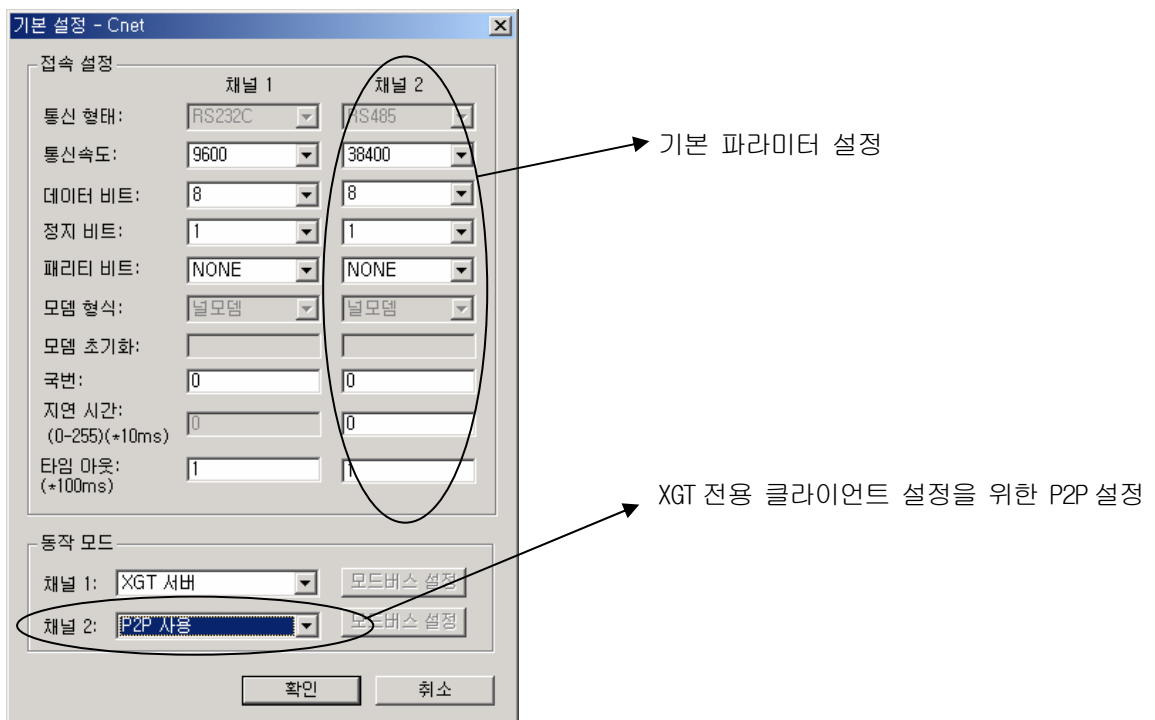 기본 설정 - Cnet
접속 설정
채널 1 채널 2
통신 형태: RS232C RS485
통신속도: 9600 38400
기본 파라미터 설정
데이터 비트: 8 8
정지 비트: 1 1
패리티 비트: NONE NONE
모뎀 형식: 널모뎀 널모뎀
모뎀 초기화:
국번: 0 0
지연 시간:
(0-255)(*10ms) 0 0
타임 아웃:
(*100ms) 1 1
XGT 전용 클라이언트 설정을 위한 P2P 설정
동작 모드
채널 1: XGT 서버 모드버스 설정
채널 2: P2P 사용 모드버스 설정
확인 취소